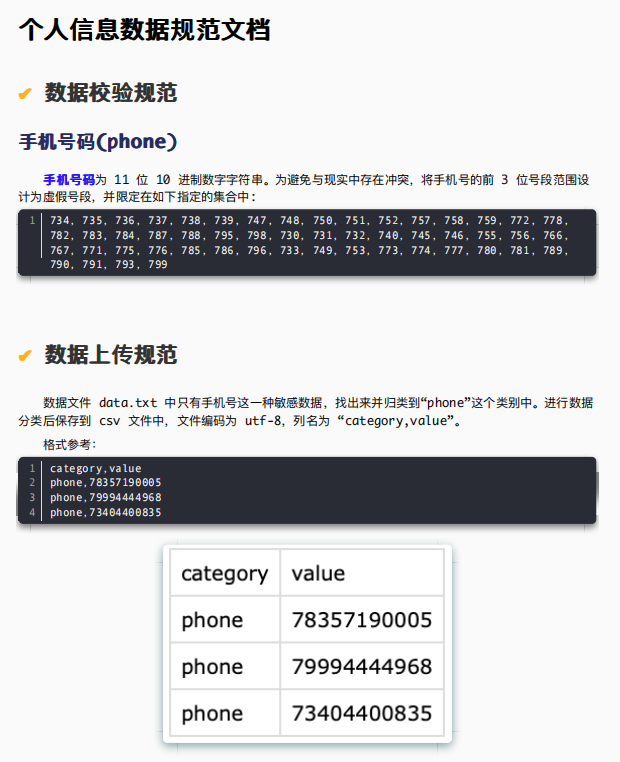 个人信息数据规范文档
✔ 数据校验规范
手机号码(phone)
手机号码为 11 位 10 进制数字字符串。为避免与现实中存在冲突，将手机号的前 3 位号段范围设
计为虚假号段，并限定在如下指定的集合中：
1 734, 735, 736, 737, 738, 739, 747, 748, 750, 751, 752, 757, 758, 759, 772, 778,
782, 783, 784, 787, 788, 795, 798, 730, 731, 732, 740, 745, 746, 755, 756, 766,
767, 771, 775, 776, 785, 786, 796, 733, 749, 753, 773, 774, 777, 780, 781, 789,
790, 791, 793, 799
✔ 数据上传规范
数据文件 data.txt 中只有手机号这一种敏感数据，找出来并归类到“phone”这个类别中。进行数据
分类后保存到 csv 文件中，文件编码为 utf-8，列名为 “category,value”。
格式参考：
1 category,value
2 phone,78357190005
3 phone,79994444968
4 phone,73404400835
category value
phone 78357190005
phone 79994444968
phone 73404400835